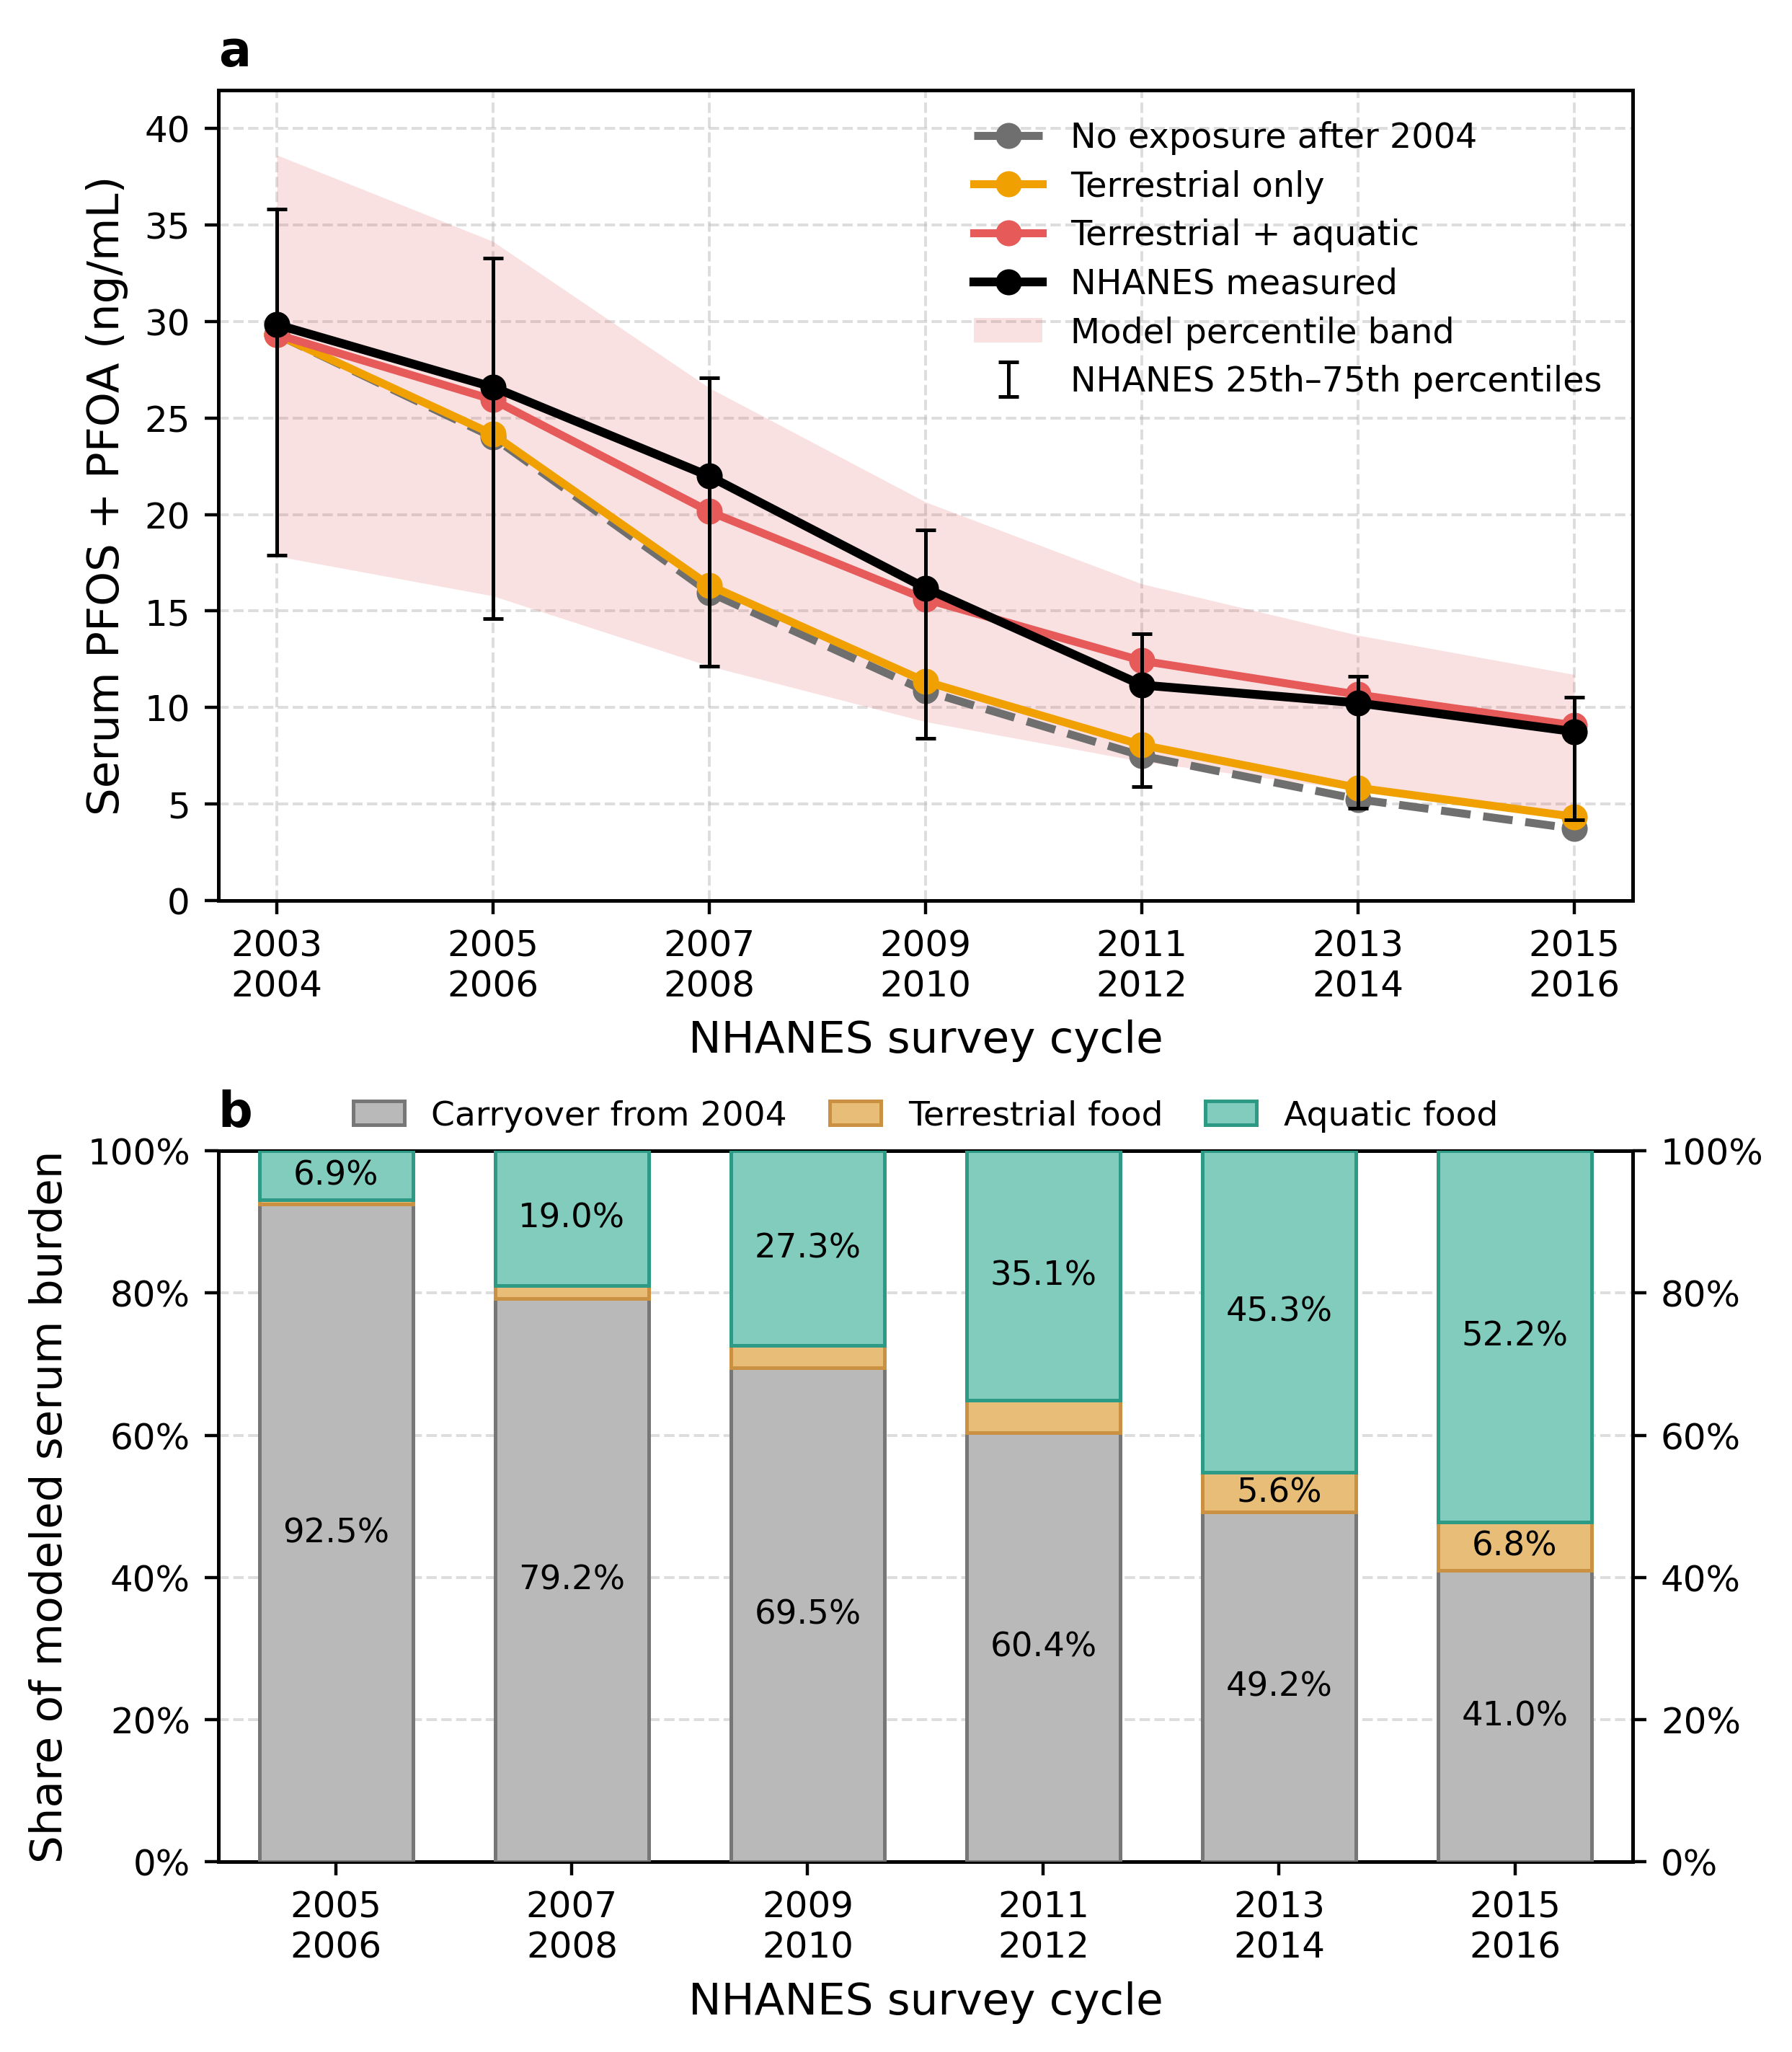 a
Serum PFOS + PFOA (ng/mL)
40
35
30
25
20
15
10
5
0
No exposure after 2004
Terrestrial only
Terrestrial + aquatic
NHANES measured
Model percentile band
NHANES 25th–75th percentiles
2003 2005 2007 2009 2011 2013 2015
2004 2006 2008 2010 2012 2014 2016
NHANES survey cycle
b
Carryover from 2004 Terrestrial food Aquatic food
Share of modeled serum burden
100%
80%
60%
40%
20%
0%
6.9%
92.5%
19.0%
79.2%
27.3%
69.5%
35.1%
60.4%
45.3%
5.6%
49.2%
52.2%
6.8%
41.0%
100%
80%
60%
40%
20%
0%
2005 2007 2009 2011 2013 2015
2006 2008 2010 2012 2014 2016
NHANES survey cycle